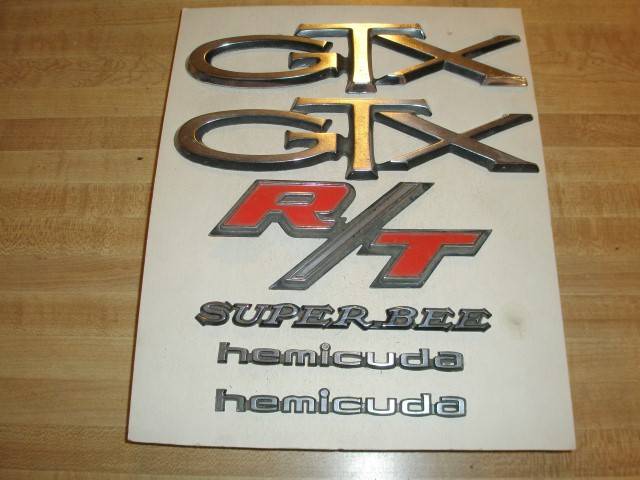 GTX
GTX
R/T
SUPER BEE
hemicuda
hemicuda